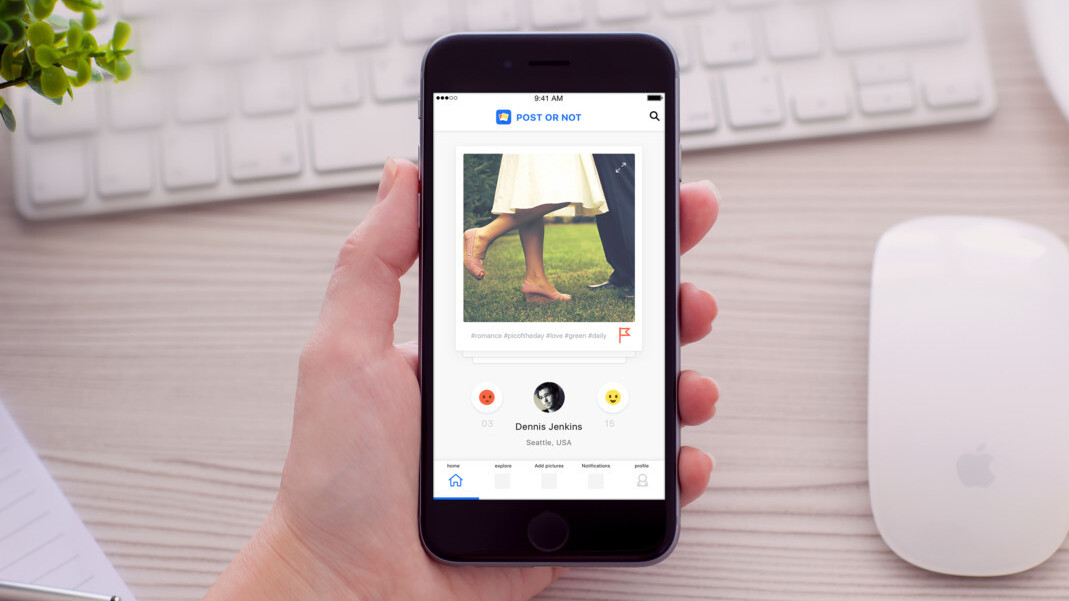 9:41 AM
POST OR NOT
#romance #picoftheday #love #green #daily
03
16
Dennis Jenkins
Seattle, USA
home explore Add pictures Notifications profile